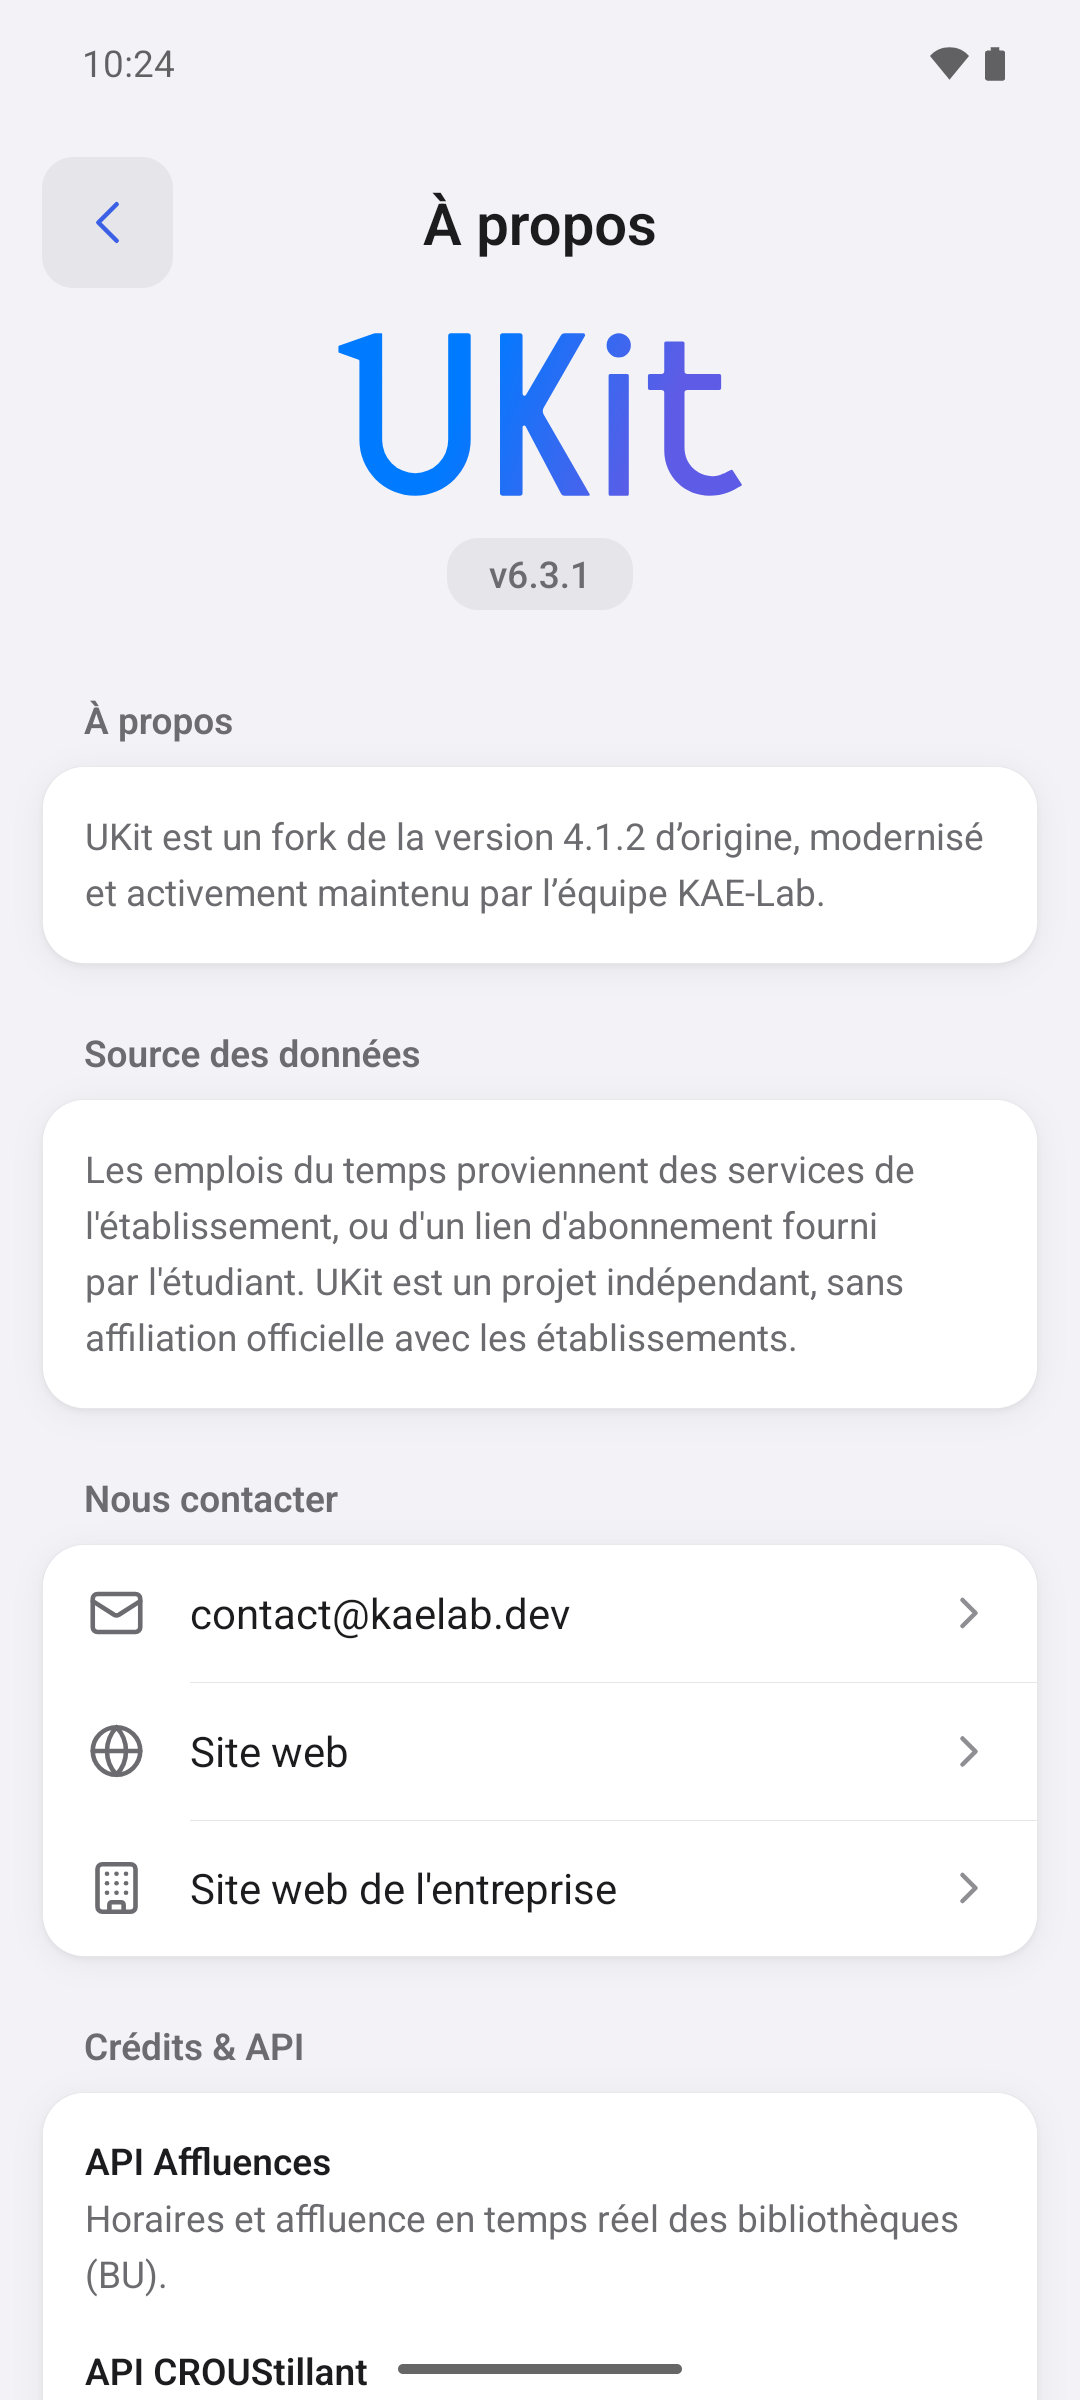 10:24
À propos
UKit
v6.3.1
À propos
UKit est un fork de la version 4.1.2 d’origine, modernisé
et activement maintenu par l’équipe KAE-Lab.
Source des données
Les emplois du temps proviennent des services de
l'établissement, ou d'un lien d'abonnement fourni
par l'étudiant. UKit est un projet indépendant, sans
affiliation officielle avec les établissements.
Nous contacter
contact@kaelab.dev
Site web
Site web de l'entreprise
Crédits & API
API Affluences
Horaires et affluence en temps réel des bibliothèques
(BU).
API CROUStillant